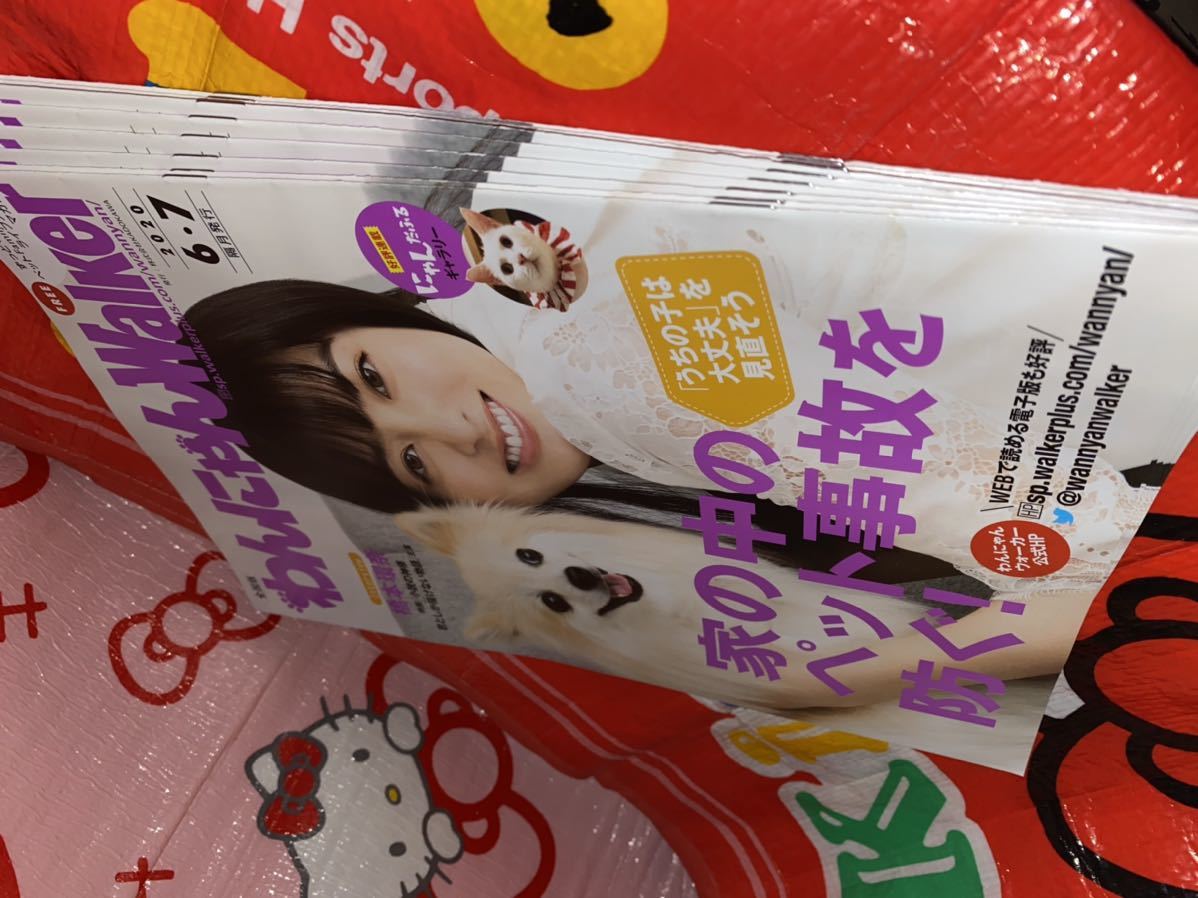 わんにゃんWalker
FREE
sp.walkerplus.com/wannyan/
2020
6・7
隔月発行
好評連載
にゃんだふる
ギャラリー
「うちの子は
大丈夫」を
見直そう
家の中の
ペット事故を
防ぐ!
\WEBで読める電子版も好評/
HP sp.walkerplus.com/wannyan/
@wannyanwalker
わんにゃん
ウォーカー
公式HP
orts H
キ
K